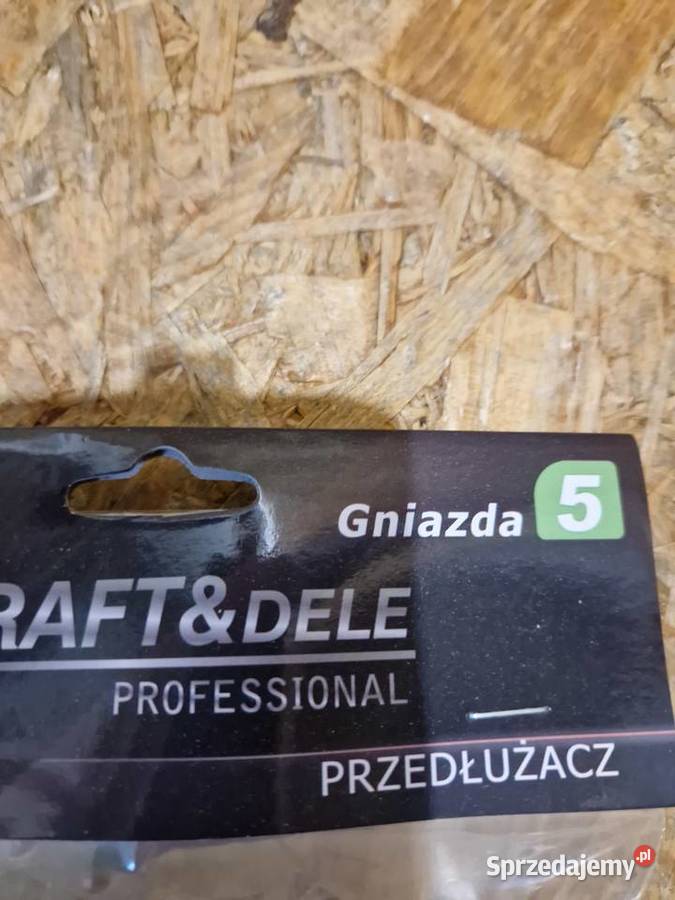 Gniazda 5
RAFT&DELE
PROFESSIONAL
PRZEDŁUŻACZ
Sprzedajemy.pl